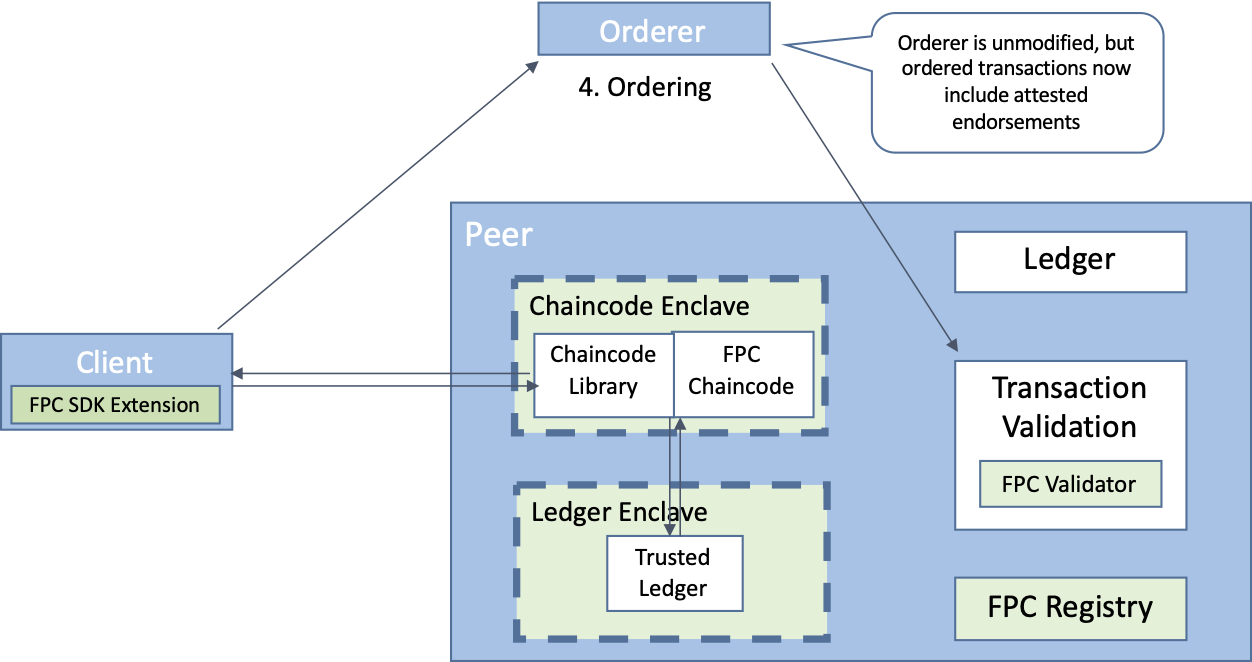 Orderer
4. Ordering
Orderer is unmodified, but
ordered transactions now
include attested
endorsements
Peer
Ledger
Chaincode Enclave
Chaincode
Library
FPC
Chaincode
Client
FPC SDK Extension
Transaction
Validation
FPC Validator
Ledger Enclave
Trusted
Ledger
FPC Registry